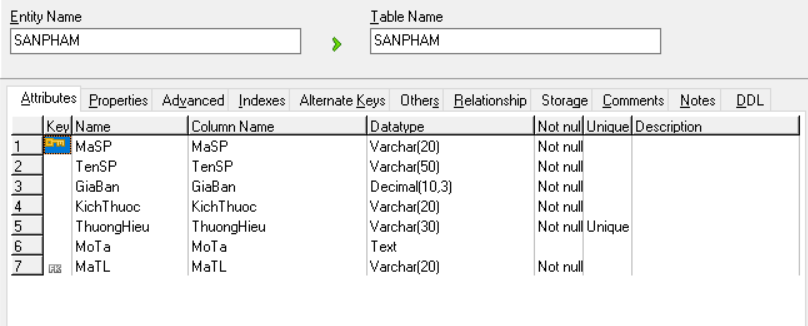 Entity Name Table Name
SANPHAM SANPHAM
Attributes Properties Advanced Indexes Alternate Keys Others Relationship Storage Comments Notes DDL
Key Name Column Name Datatype Not nul Unique Description
1 MaSP MaSP Varchar(20) Not null
2 TenSP TenSP Varchar(50) Not null
3 GiaBan GiaBan Decimal(10,3) Not null
4 KichThuoc KichThuoc Varchar(20) Not null
5 ThuongHieu ThuongHieu Varchar(30) Not null Unique
6 MoTa MoTa Text
7 MaTL MaTL Varchar(20) Not null